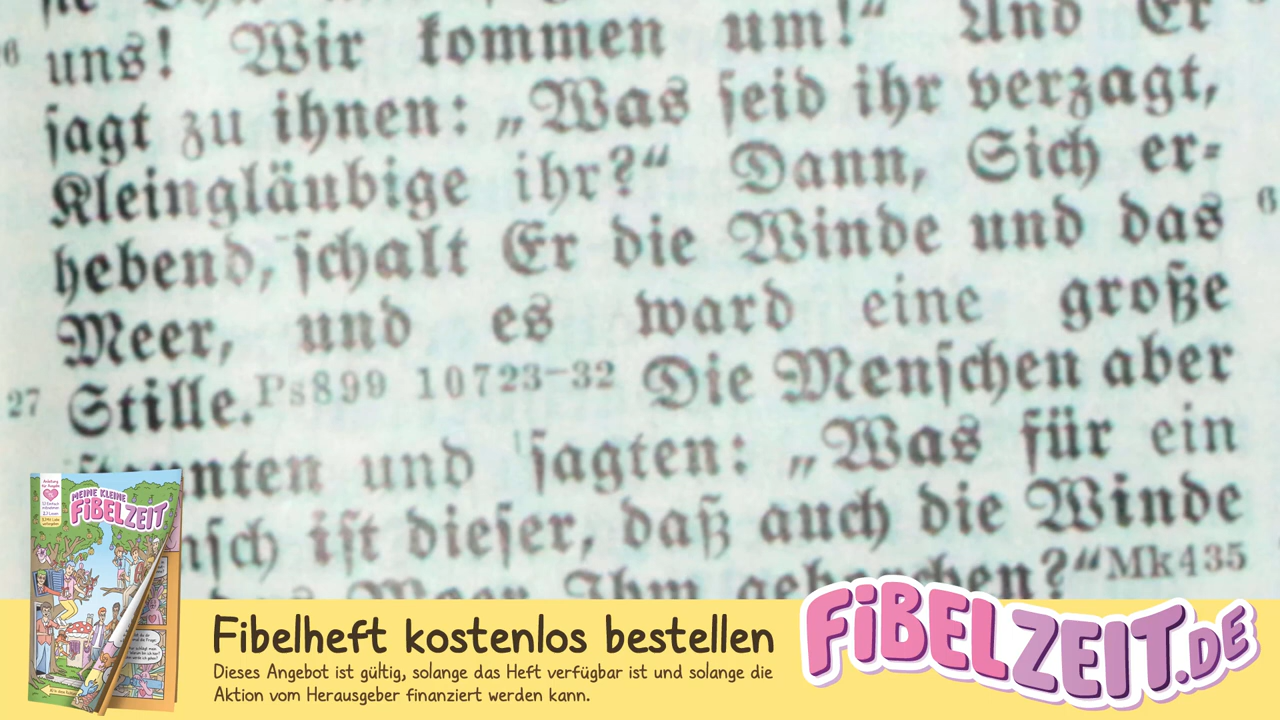 uns! Wir kommen um!“ Und Er
sagt zu ihnen: „Was seid ihr verzagt,
Kleingläubige ihr?“ Dann, Sich er=
hebend, schalt Er die Winde und das
Meer, und es ward eine große
27 Stille. Ps899 10723-32 Die Menschen aber
und sagten: „Was für ein
ist dieser, daß auch die Winde
Meer Ihm gehorchen?“ Mk435
MEINE KLEINE
FiBELZEiT
Fibelheft kostenlos bestellen
Dieses Angebot ist gültig, solange das Heft verfügbar ist und solange die
Aktion vom Herausgeber finanziert werden kann.
FiBELZEiT.DE